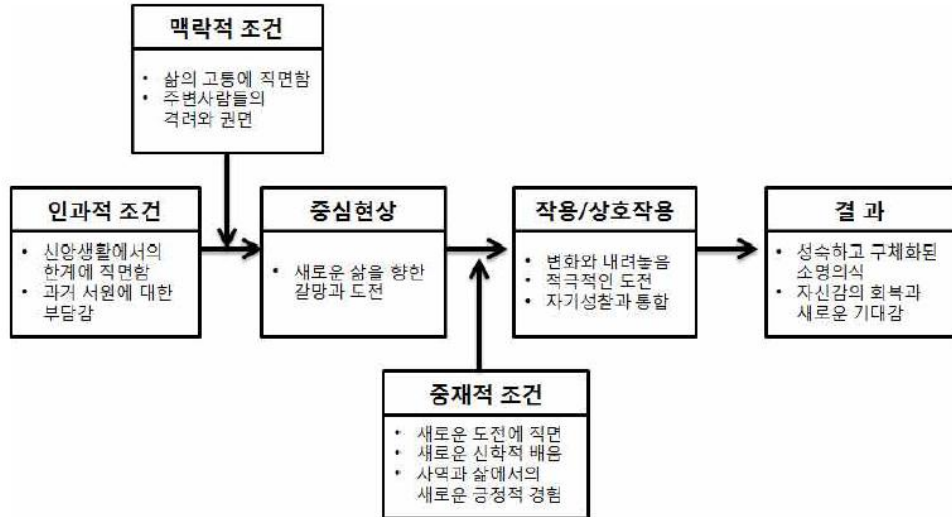 맥락적 조건
• 삶의 고통에 직면함
• 주변사람들의
격려와 권면
인과적 조건
• 신앙생활에서의
한계에 직면함
• 과거 서원에 대한
부담감
중심현상
• 새로운 삶을 향한
갈망과 도전
작용/상호작용
• 변화와 내려놓음
• 적극적인 도전
• 자기성찰과 통합
결 과
• 성숙하고 구체화된
소명의식
• 자신감의 회복과
새로운 기대감
중재적 조건
• 새로운 도전에 직면
• 새로운 신학적 배움
• 사역과 삶에서의
새로운 긍정적 경험